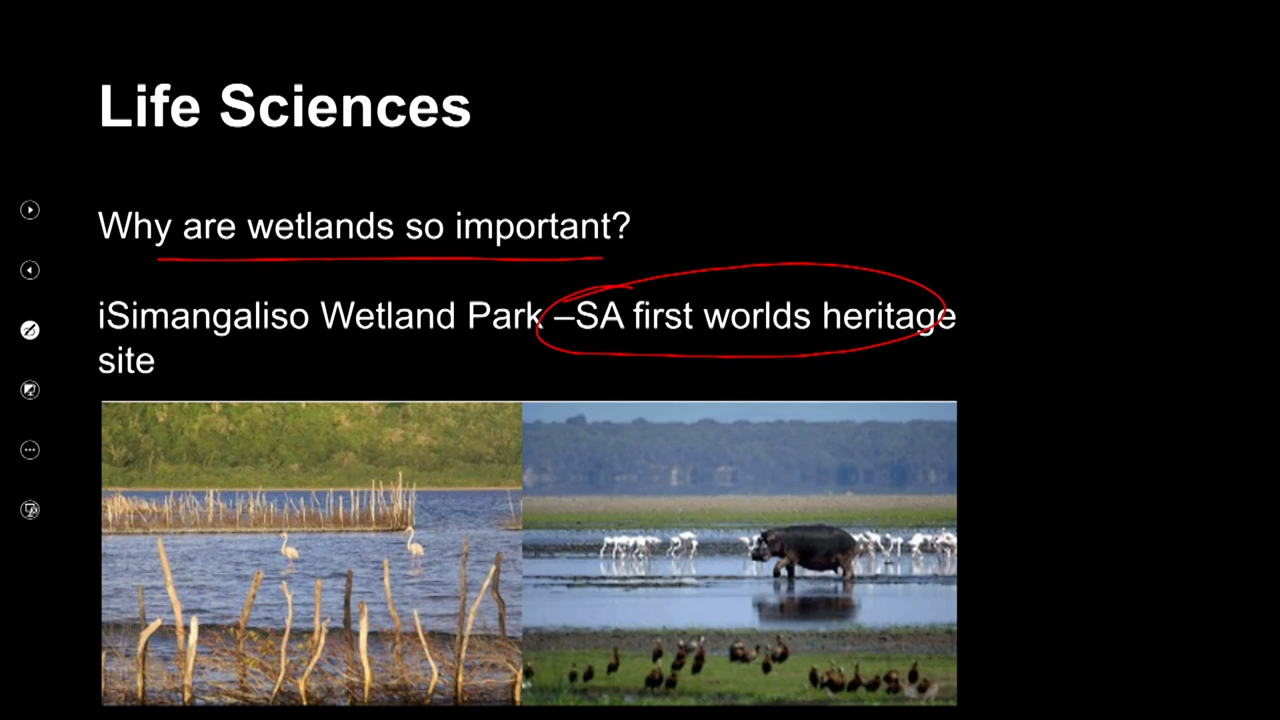 Life Sciences
Why are wetlands so important?
iSimangaliso Wetland Park –SA first worlds heritage
site